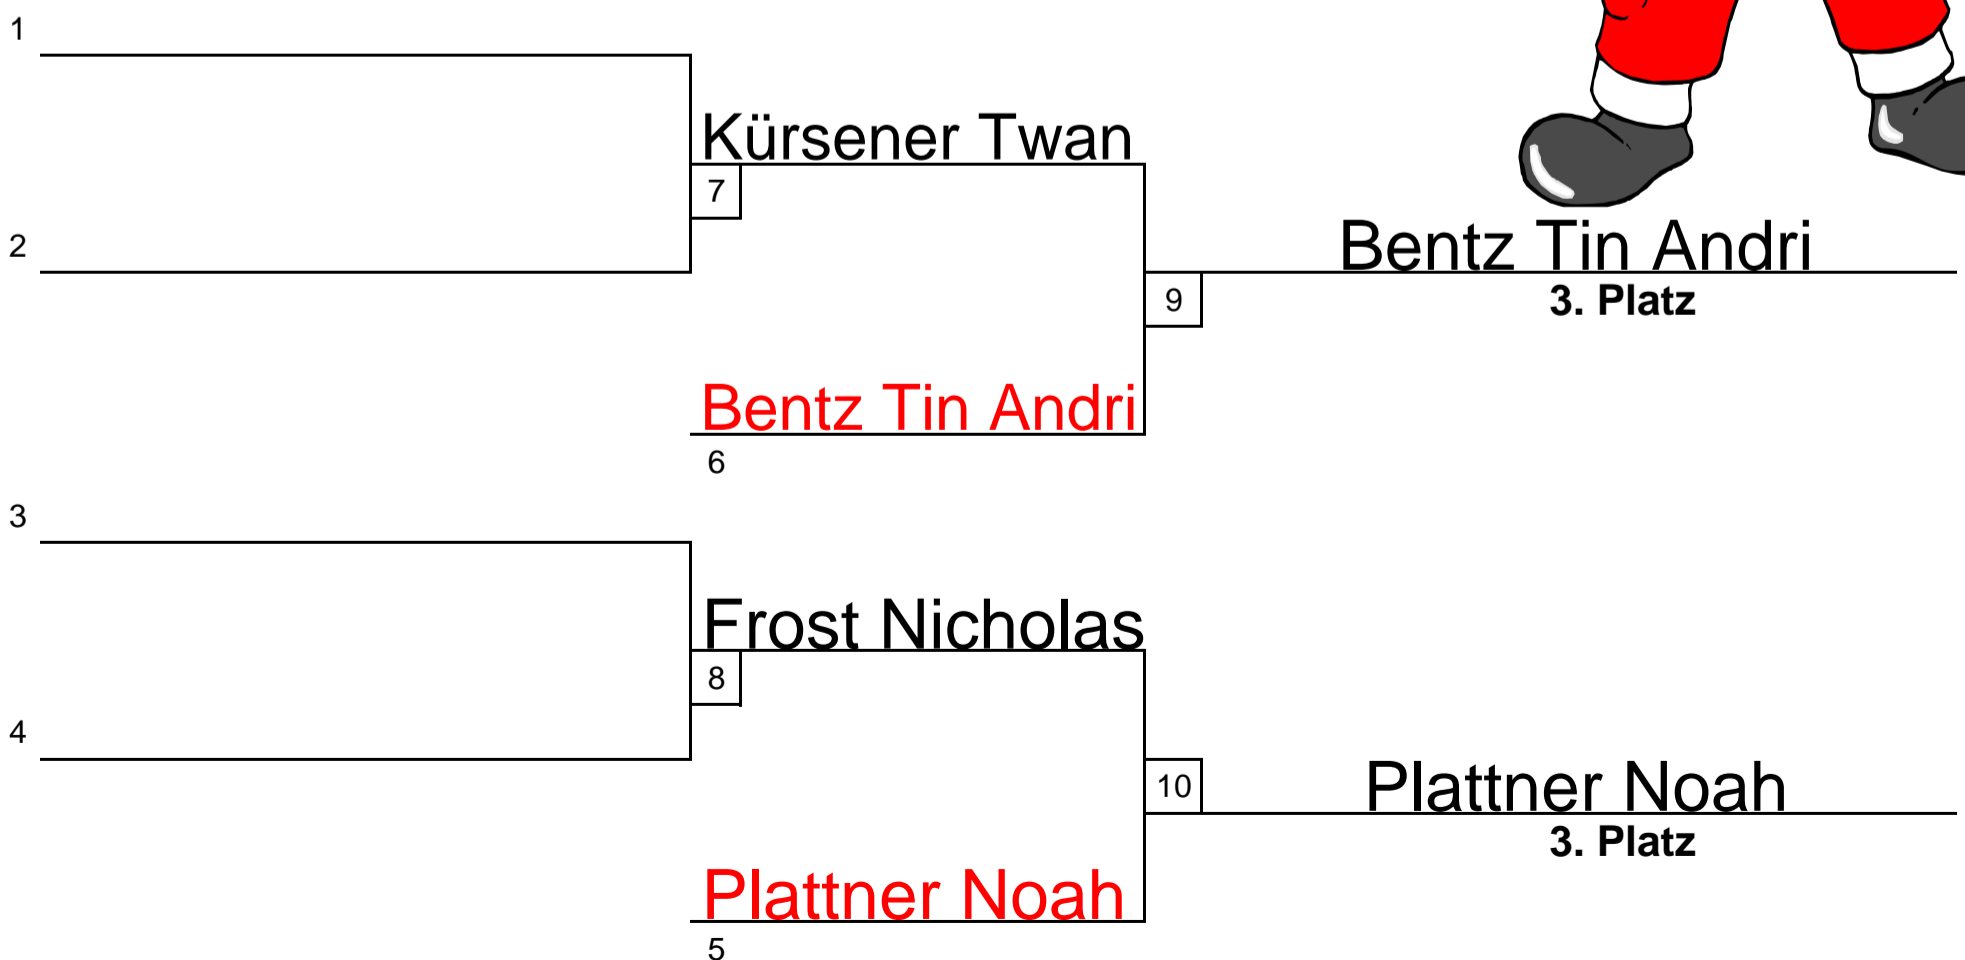 1
Kürsener Twan
7
2
Bentz Tin Andri
9
3. Platz
Bentz Tin Andri
6
3
Frost Nicholas
8
4
10
Plattner Noah
3. Platz
Plattner Noah
5